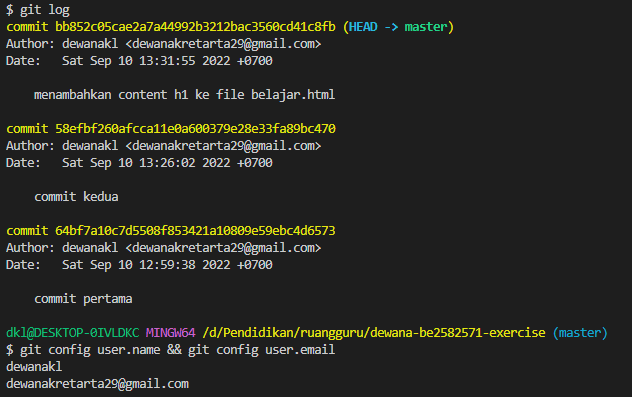 $ git log
commit bb852c05cae2a7a44992b3212bac3560cd41c8fb (HEAD -> master)
Author: dewanakl <dewanakretarta29@gmail.com>
Date:   Sat Sep 10 13:31:55 2022 +0700
menambahkan content h1 ke file belajar.html
commit 58efbf260afcca11e0a600379e28e33fa89bc470
Author: dewanakl <dewanakretarta29@gmail.com>
Date:   Sat Sep 10 13:26:02 2022 +0700
commit kedua
commit 64bf7a10c7d5508f853421a10809e59ebc4d6573
Author: dewanakl <dewanakretarta29@gmail.com>
Date:   Sat Sep 10 12:59:38 2022 +0700
commit pertama
dkl@DESKTOP-0IVLDKC MINGW64 /d/Pendidikan/ruangguru/dewana-be2582571-exercise (master)
$ git config user.name && git config user.email
dewanakl
dewanakretarta29@gmail.com